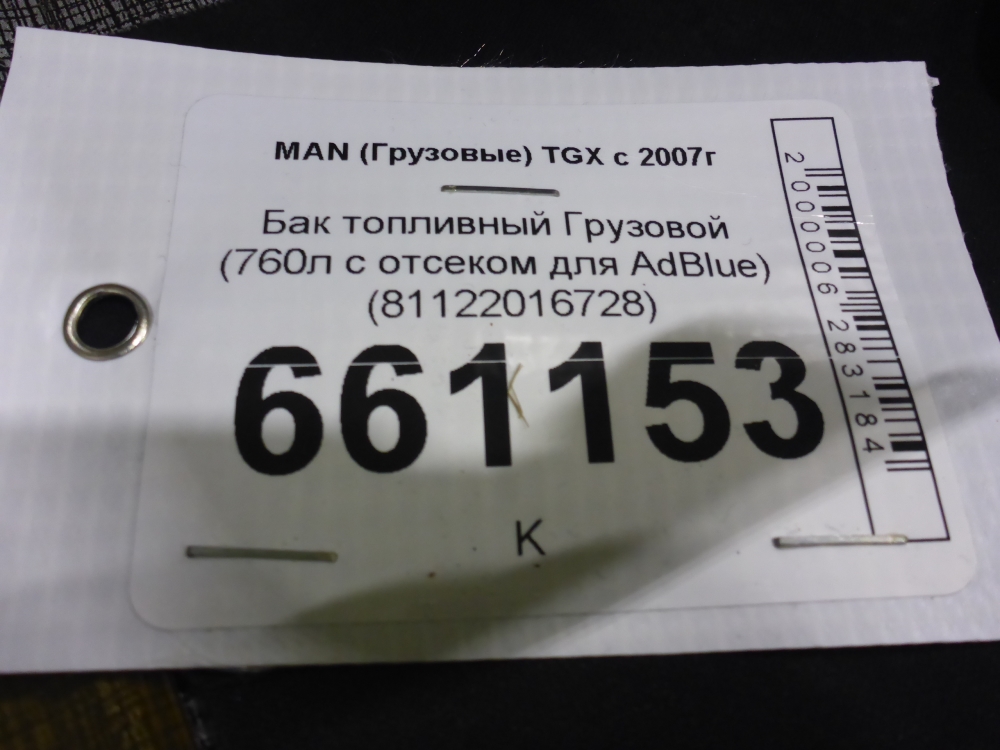 MAN (Грузовые) TGX с 2007г
Бак топливный Грузовой
(760л с отсеком для AdBlue)
(81122016728)
661153
К
2000006283184